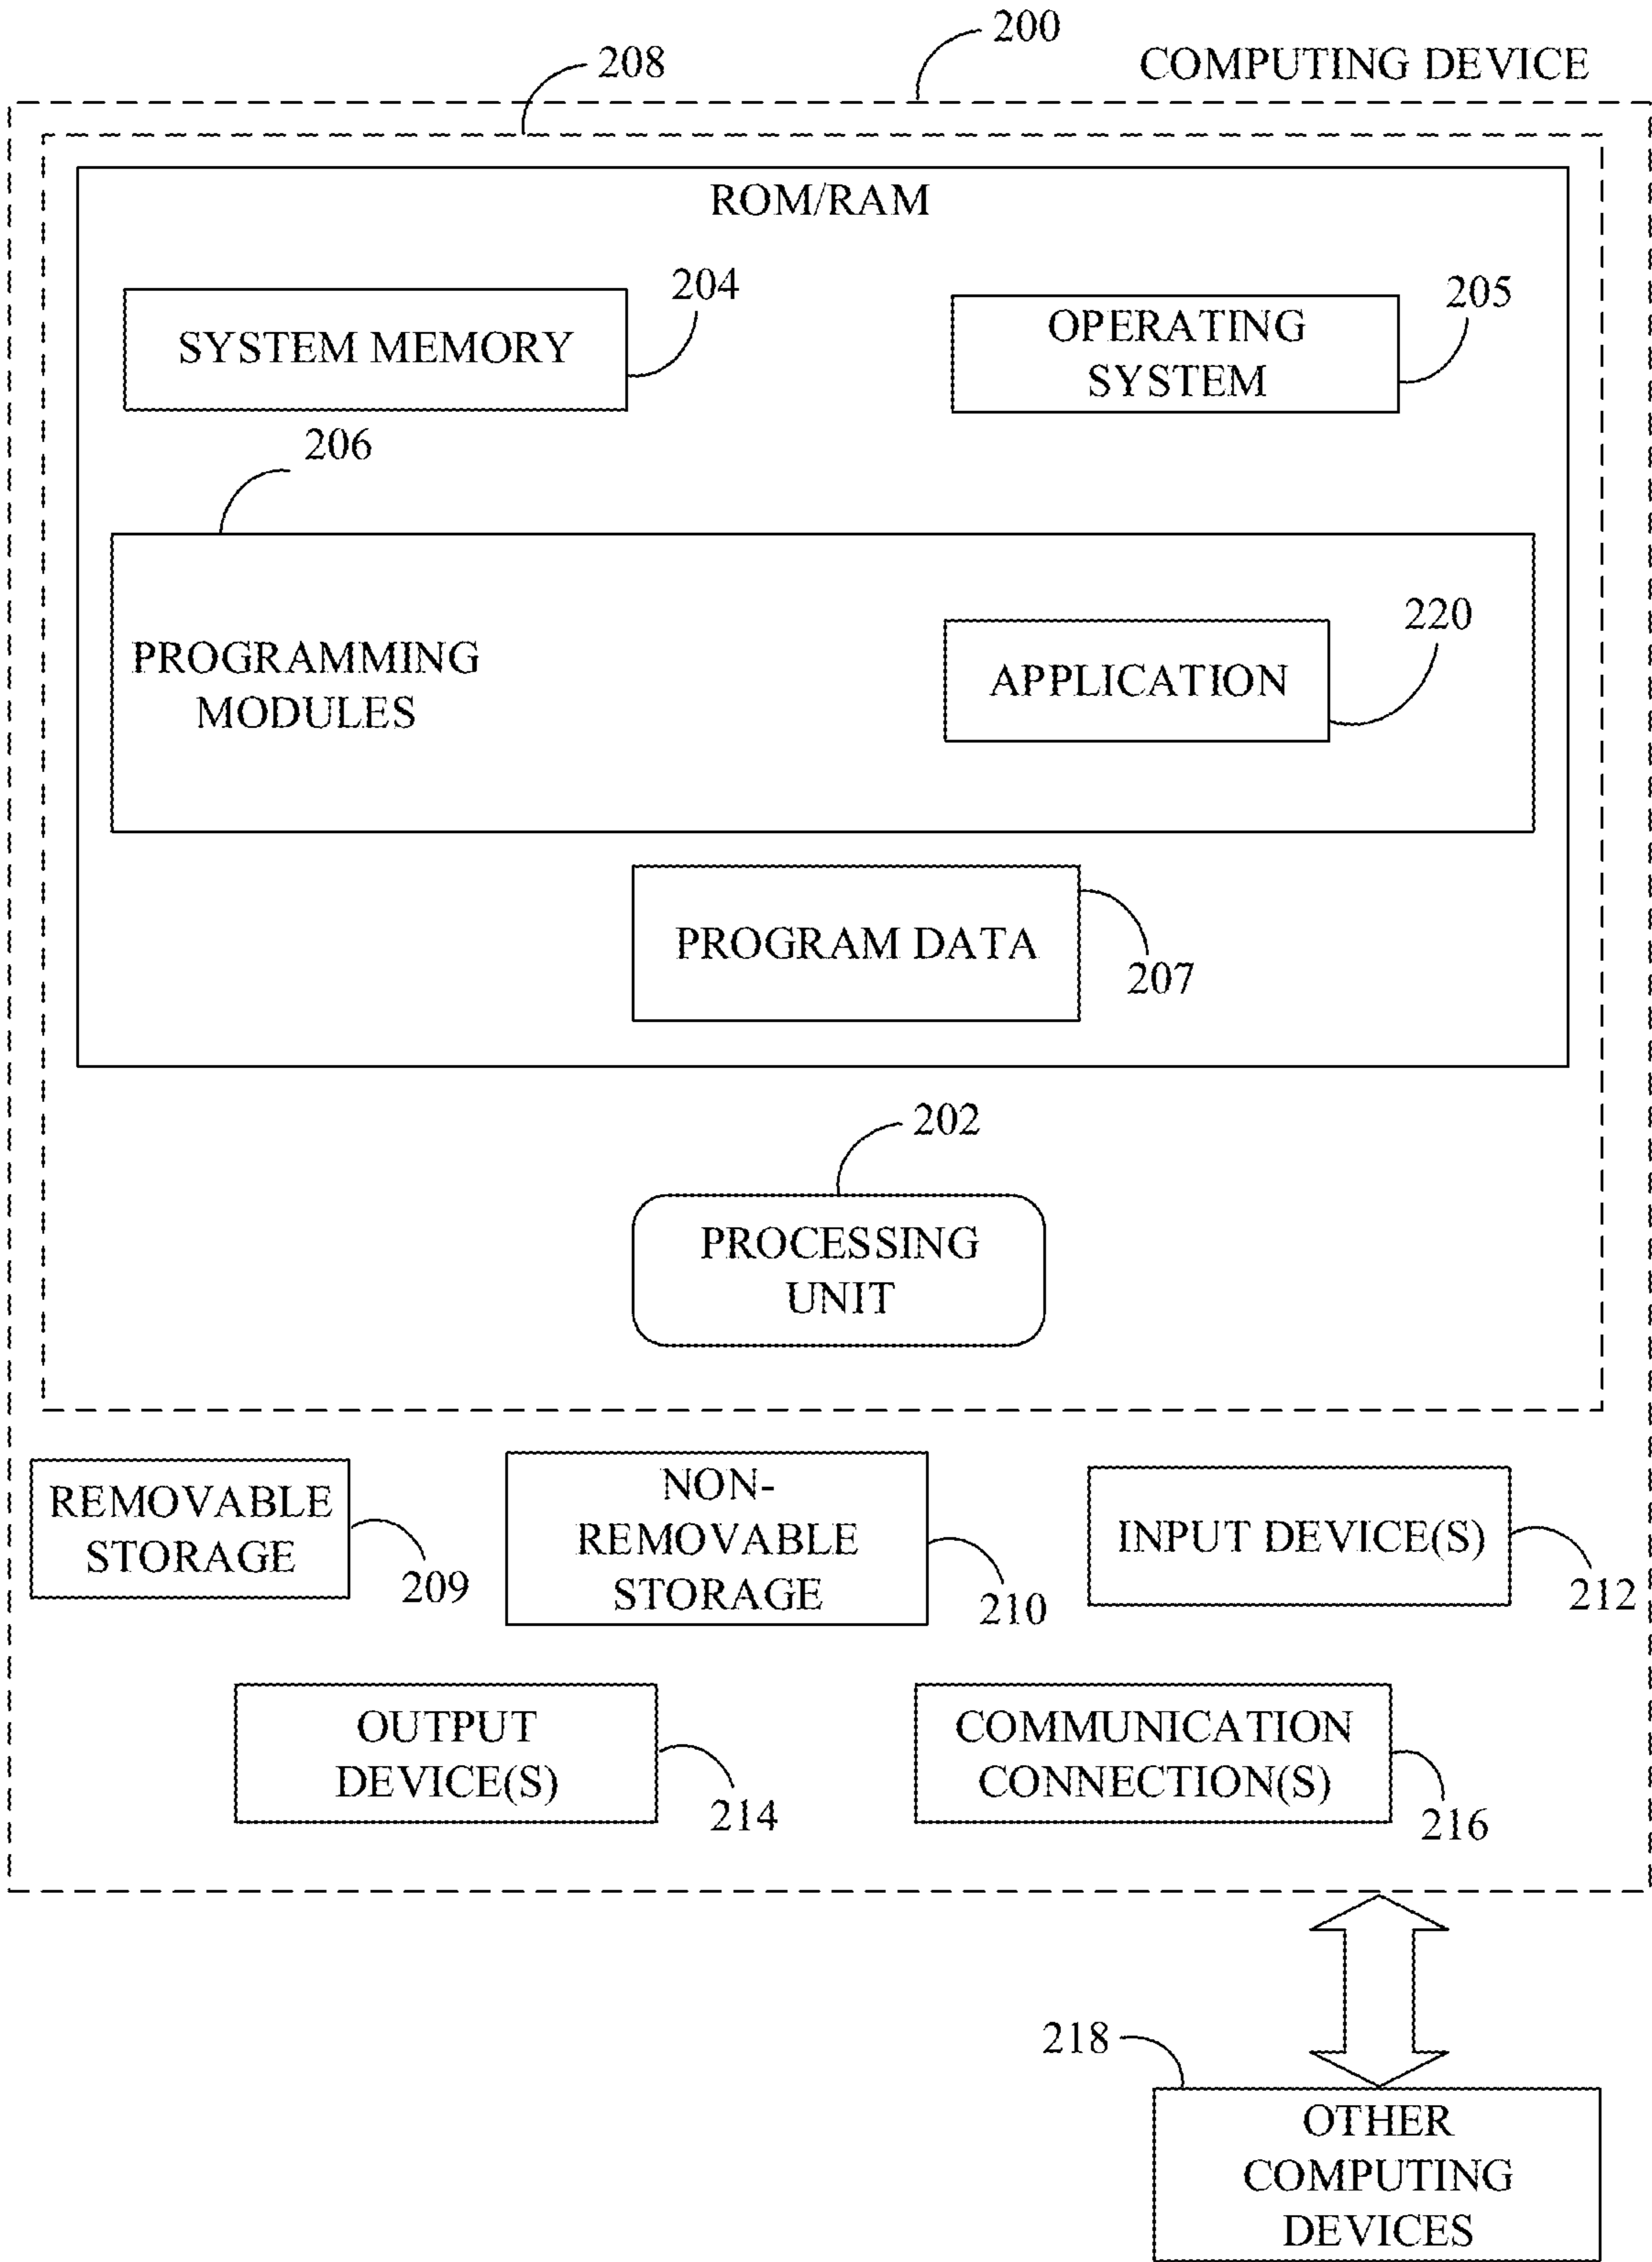 200
COMPUTING DEVICE
208
ROM/RAM
204
SYSTEM MEMORY
205
OPERATING
SYSTEM
206
PROGRAMMING
MODULES
220
APPLICATION
PROGRAM DATA
207
202
PROCESSING
UNIT
REMOVABLE
STORAGE
209
NON-
REMOVABLE
STORAGE
210
INPUT DEVICE(S)
212
OUTPUT
DEVICE(S)
214
COMMUNICATION
CONNECTION(S)
216
218
OTHER
COMPUTING
DEVICES